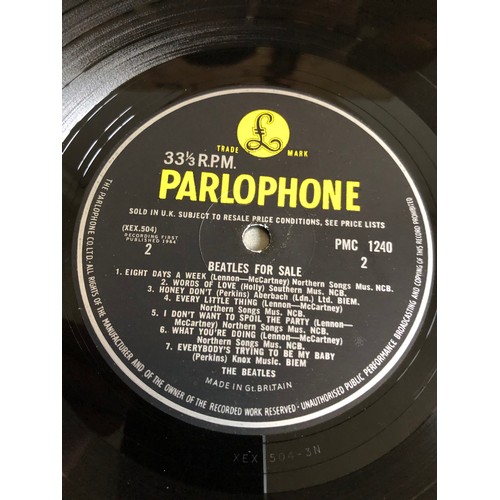 £
TRADE MARK
33⅓ R.P.M.
PARLOPHONE
SOLD IN U.K. SUBJECT TO RESALE PRICE CONDITIONS, SEE PRICE LISTS
(XEX.504)
RECORDING FIRST
PUBLISHED 1964
2
PMC 1240
2
BEATLES FOR SALE
1. EIGHT DAYS A WEEK (Lennon-McCartney) Northern Songs Mus. NCB.
2. WORDS OF LOVE (Holly) Southern Mus. NCB.
3. HONEY DON'T (Perkins) Aberbach (Ldn.) Ltd. BIEM.
4. EVERY LITTLE THING (Lennon-McCartney)
Northern Songs Mus. NCB.
5. I DON'T WANT TO SPOIL THE PARTY (Lennon-
McCartney) Northern Songs Mus. NCB.
6. WHAT YOU'RE DOING (Lennon-McCartney)
Northern Songs Mus. NCB.
7. EVERYBODY'S TRYING TO BE MY BABY
(Perkins) Knox Music. BIEM
THE BEATLES
MADE IN Gt. BRITAIN
THE PARLOPHONE CO LTD·ALL RIGHTS OF THE MANUFACTURER AND OF THE OWNER OF THE RECORDED WORK RESERVED·UNAUTHORISED PUBLIC PERFORMANCE BROADCASTING AND COPYING OF THIS RECORD PROHIBITED
XEX 504-3N